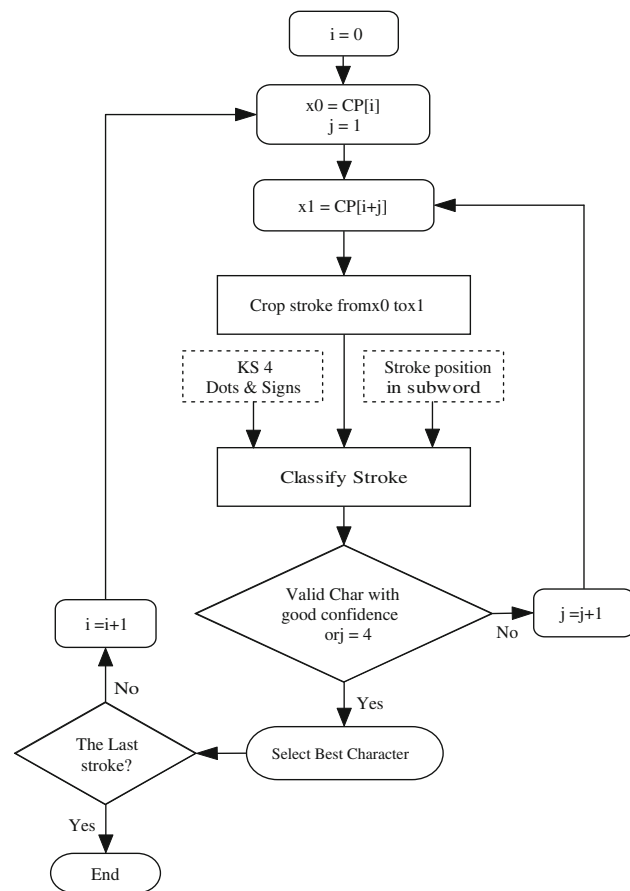 i = 0
x0 = CP[i]
j = 1
x1 = CP[i+j]
Crop stroke fromx0 tox1
KS 4
Dots & Signs
Stroke position
in subword
Classify Stroke
Valid Char with
good confidence
orj = 4
No
j =j+1
i =i+1
Yes
No
Select Best Character
The Last
stroke?
Yes
End